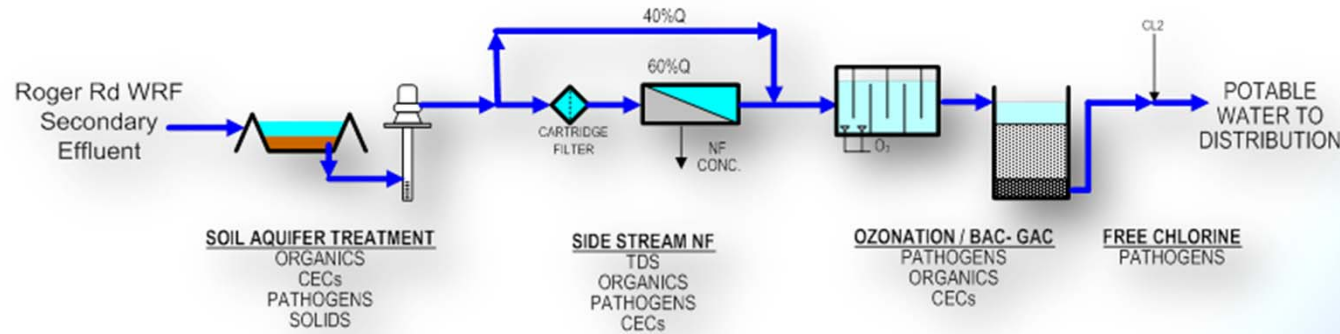 Roger Rd WRF
Secondary
Effluent
40%Q
60%Q
CARTRIDGE
FILTER
NF
CONC.
O₃
CL2
POTABLE
WATER TO
DISTRIBUTION
SOIL AQUIFER TREATMENT
ORGANICS
CECs
PATHOGENS
SOLIDS
SIDE STREAM NF
TDS
ORGANICS
PATHOGENS
CECs
OZONATION / BAC- GAC
PATHOGENS
ORGANICS
CECs
FREE CHLORINE
PATHOGENS